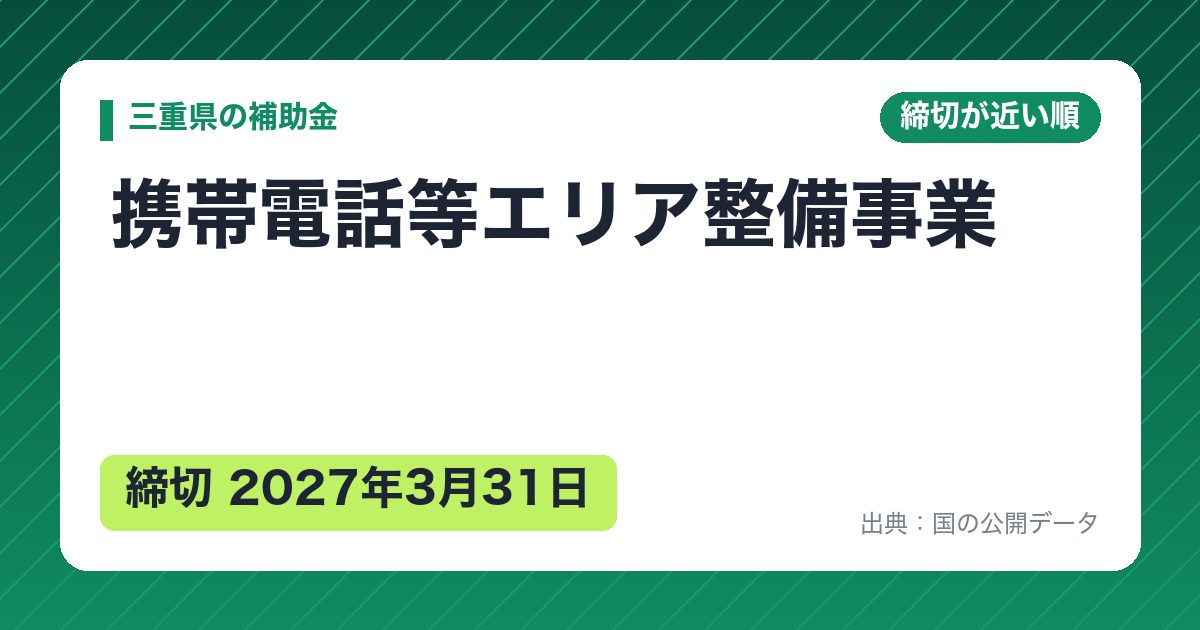 三重県の補助金
締切が近い順
携帯電話等エリア整備事業
締切 2027年3月31日
出典：国の公開データ